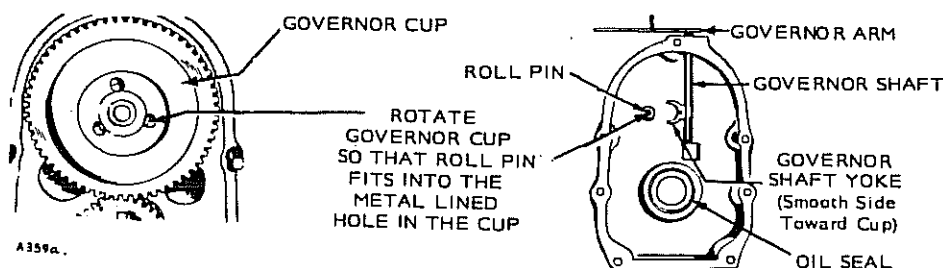 GOVERNOR CUP
ROTATE
GOVERNOR CUP
SO THAT ROLL PIN
FITS INTO THE
METAL LINED
HOLE IN THE CUP
A359a.
GOVERNOR ARM
ROLL PIN
GOVERNOR SHAFT
GOVERNOR
SHAFT YOKE
(Smooth Side
Toward Cup)
OIL SEAL